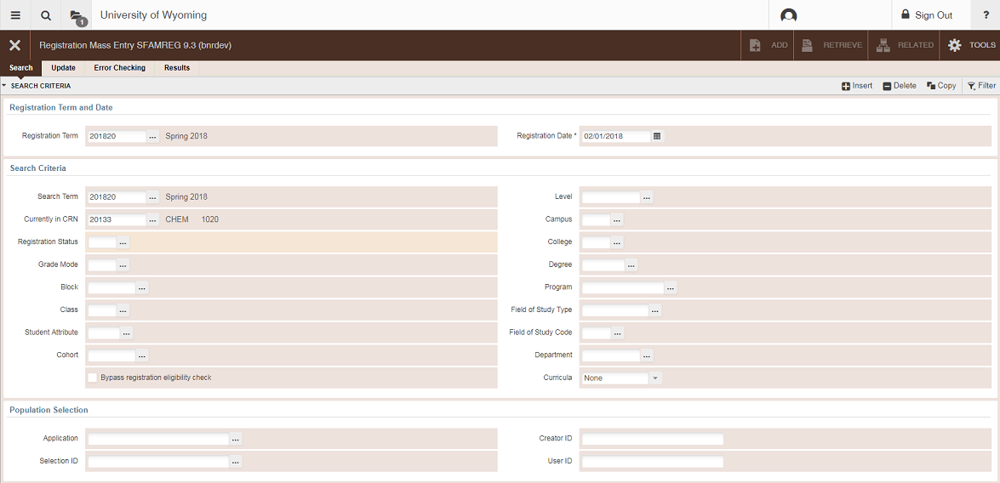 1 University of Wyoming Sign Out ?
Registration Mass Entry SFAMREG 9.3 (bnrdev) ADD RETRIEVE RELATED TOOLS
Search Update Error Checking Results
SEARCH CRITERIA Insert Delete Copy Filter
Registration Term and Date
Registration Term 201820 ... Spring 2018 Registration Date * 02/01/2018
Search Criteria
Search Term 201820 ... Spring 2018 Level ...
Currently in CRN 20133 ... CHEM 1020 Campus ...
Registration Status ... College ...
Grade Mode ... Degree ...
Block ... Program ...
Class ... Field of Study Type ...
Student Attribute ... Field of Study Code ...
Cohort ... Department ...
Bypass registration eligibility check Curricula None
Population Selection
Application ... Creator ID
Selection ID ... User ID